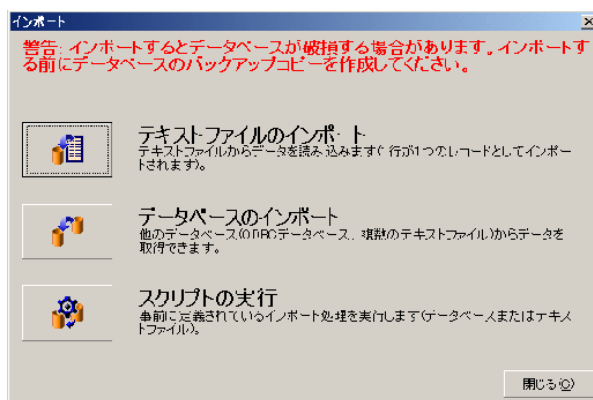 インポート
警告: インポートするとデータベースが破損する場合があります。インポートす
る前にデータベースのバックアップコピーを作成してください。
テキストファイルのインポート
テキストファイルからデータを読み込みます(1行が1つのレコードとしてインポー
トされます)。
データベースのインポート
他のデータベース(ODBCデータベース、複数のテキストファイル)からデータを
取得できます。
スクリプトの実行
事前に定義されているインポート処理を実行します(データベースまたはテキス
トファイル)。
閉じる(C)